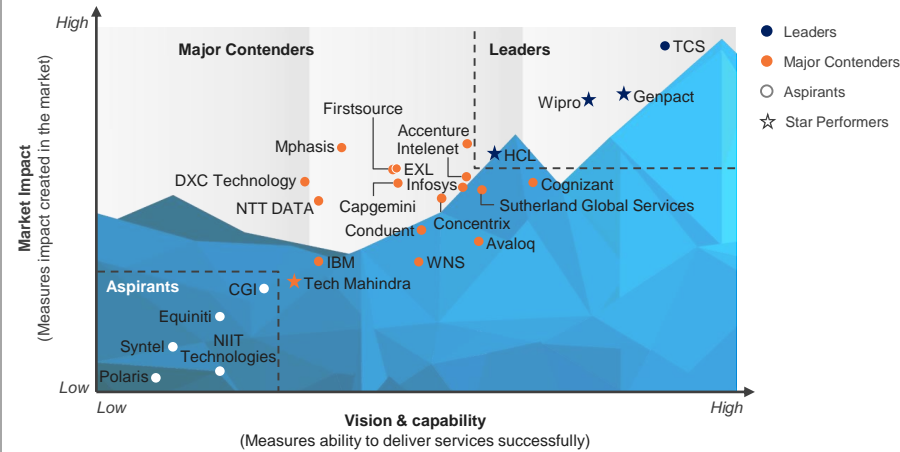 High
Major Contenders
Leaders
TCS
Wipro
Genpact
Firstsource
Accenture
Mphasis
Intelenet
HCL
EXL
DXC Technology
Infosys
Cognizant
NTT DATA
Capgemini
Sutherland Global Services
Concentrix
Conduent
Avaloq
IBM
WNS
Tech Mahindra
Aspirants
CGI
Equiniti
NIIT
Technologies
Syntel
Polaris
Low
Low
High
Market Impact
(Measures impact created in the market)
Vision & capability
(Measures ability to deliver services successfully)
Leaders
Major Contenders
Aspirants
Star Performers